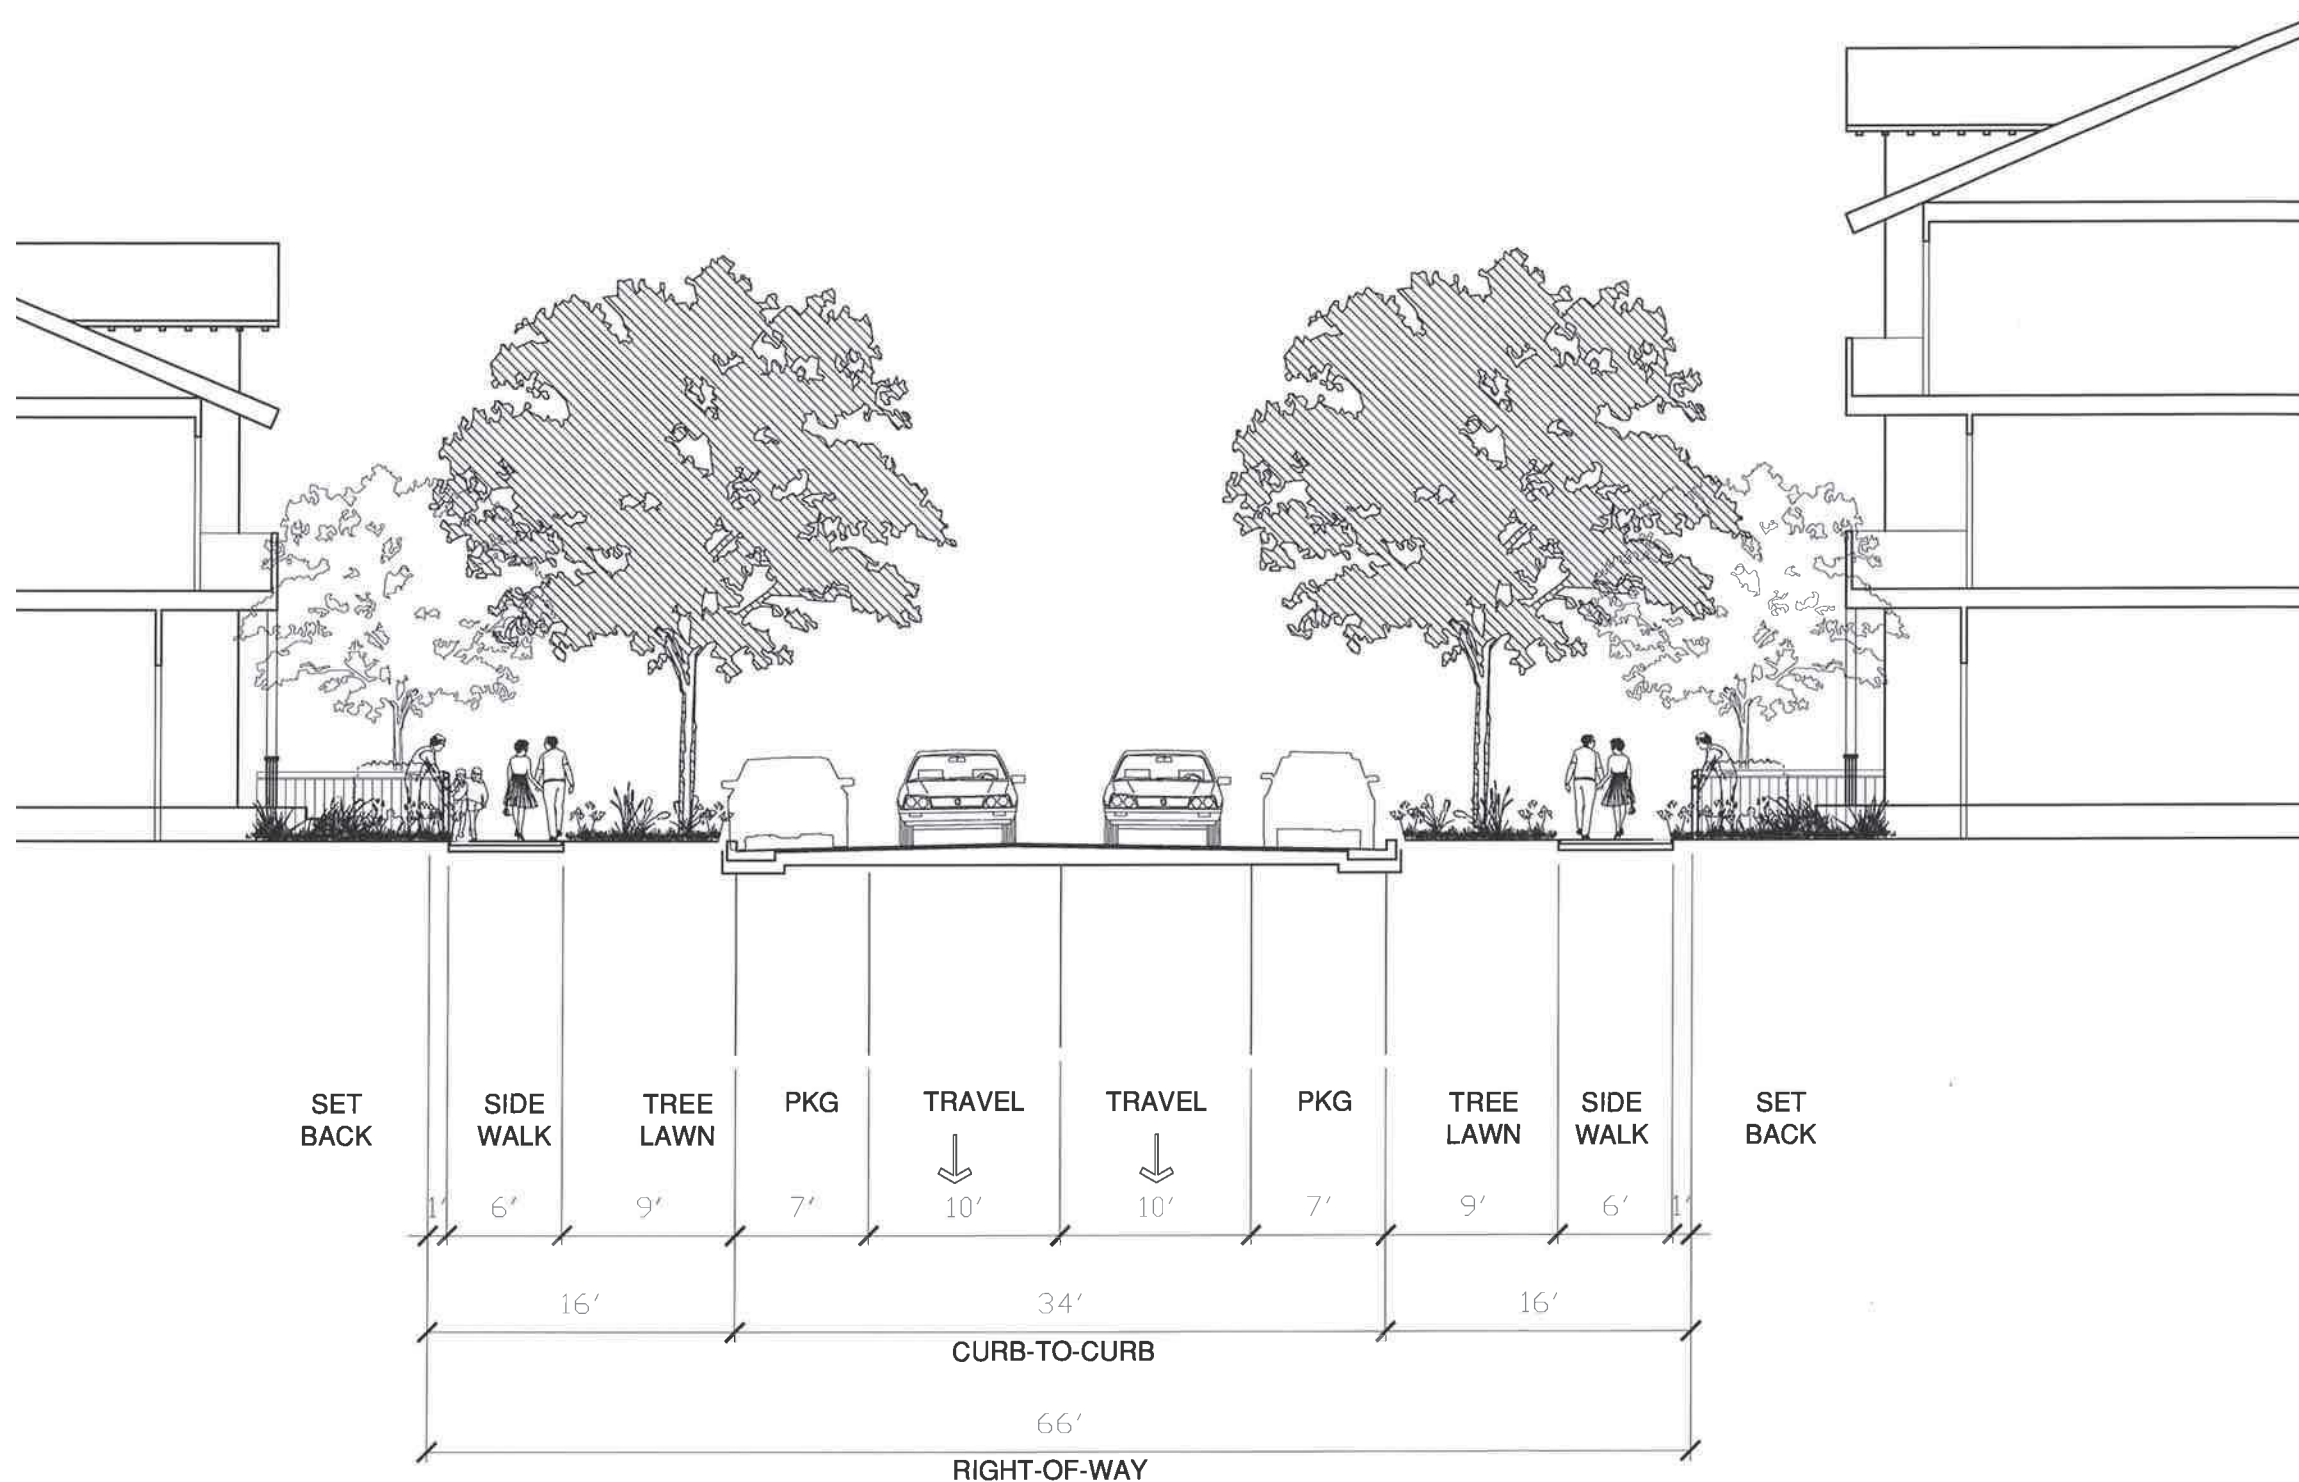 SET BACK
SIDE WALK
TREE LAWN
PKG
TRAVEL
TRAVEL
PKG
TREE LAWN
SIDE WALK
SET BACK
1' 6' 9' 7' 10' 10' 7' 9' 6' 1'
16' 34' 16'
CURB-TO-CURB
66'
RIGHT-OF-WAY